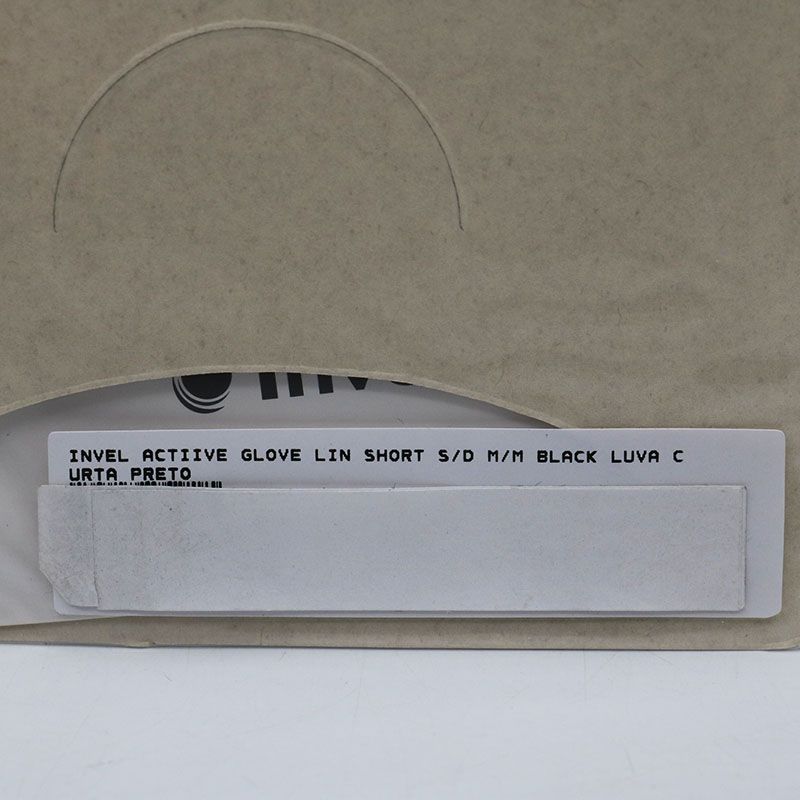 INVEL ACTIIVE GLOVE LIN SHORT S/D M/M BLACK LUVA C
URTA PRETO